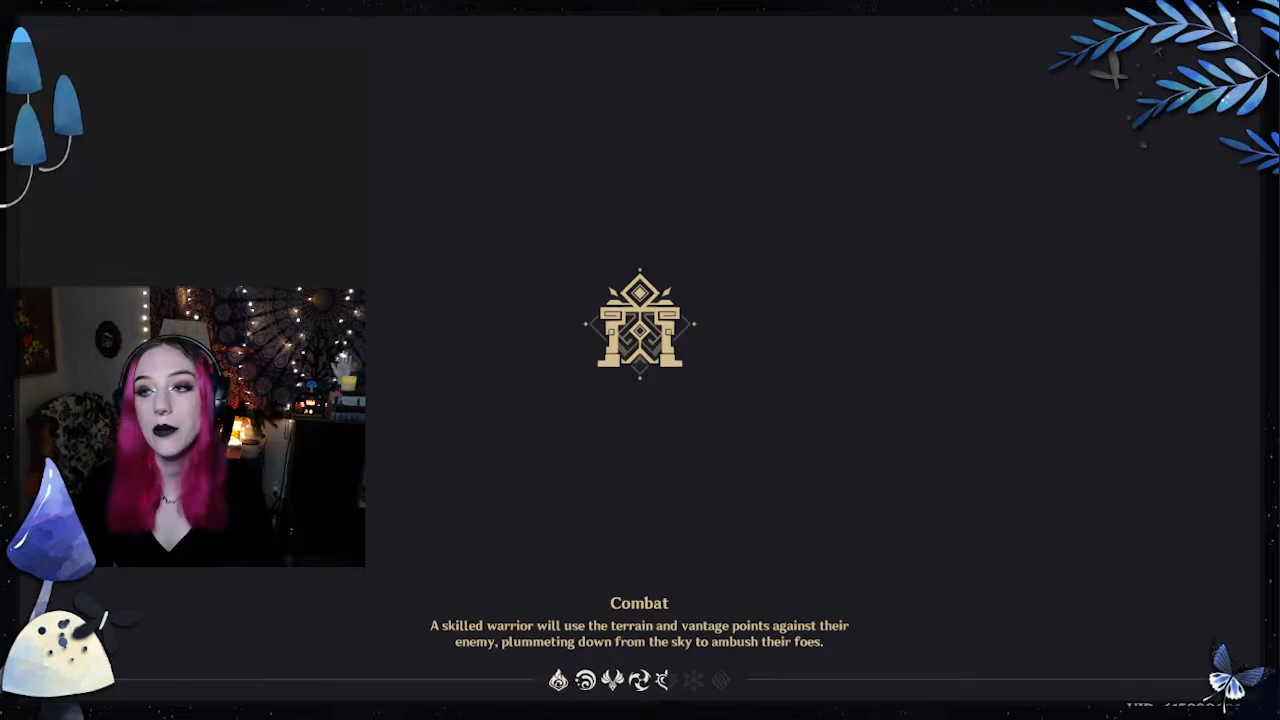 Combat
A skilled warrior will use the terrain and vantage points against their
enemy, plummeting down from the sky to ambush their foes.